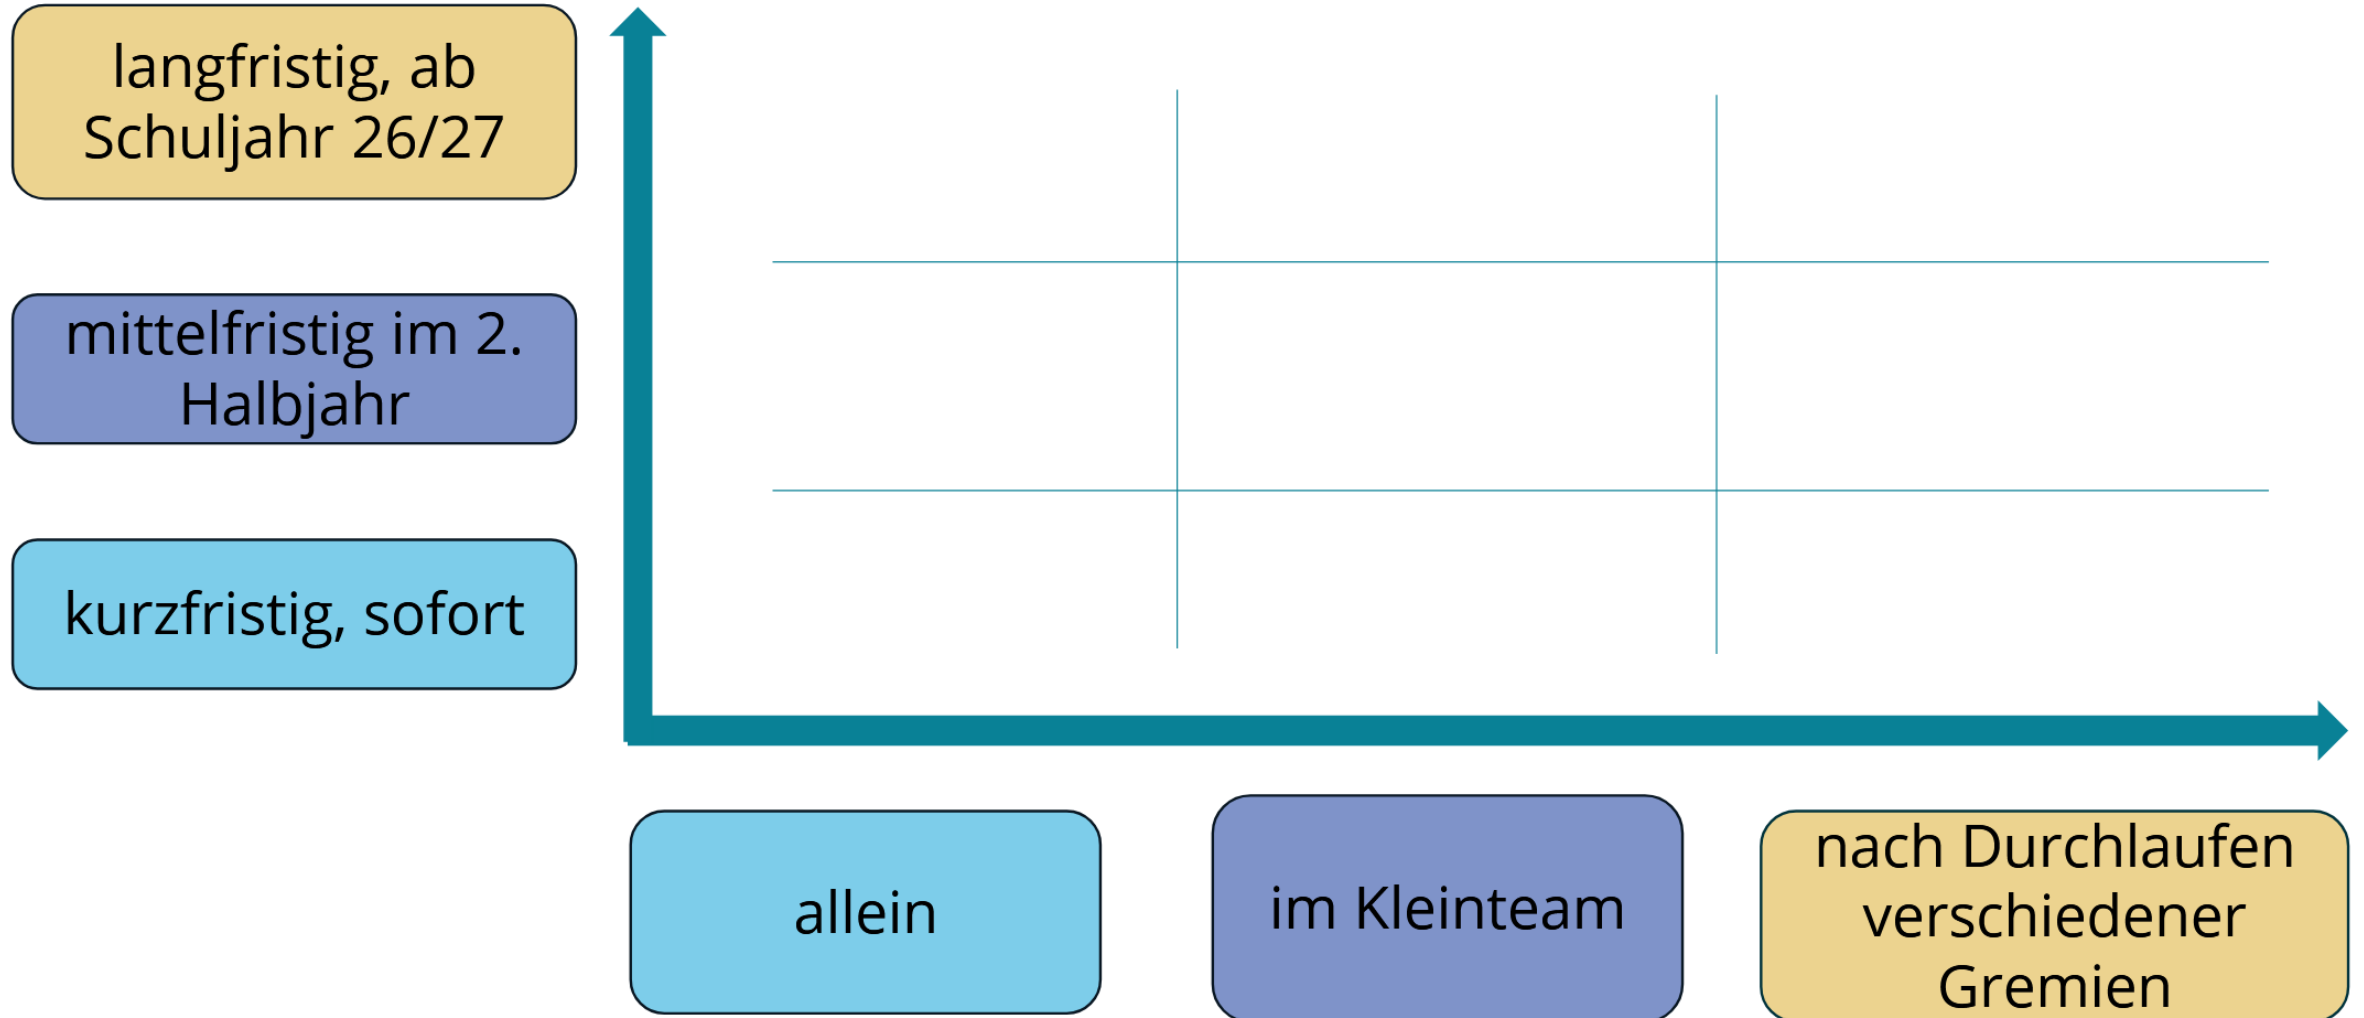 langfristig, ab
Schuljahr 26/27
mittelfristig im 2.
Halbjahr
kurzfristig, sofort
allein
im Kleinteam
nach Durchlaufen
verschiedener
Gremien